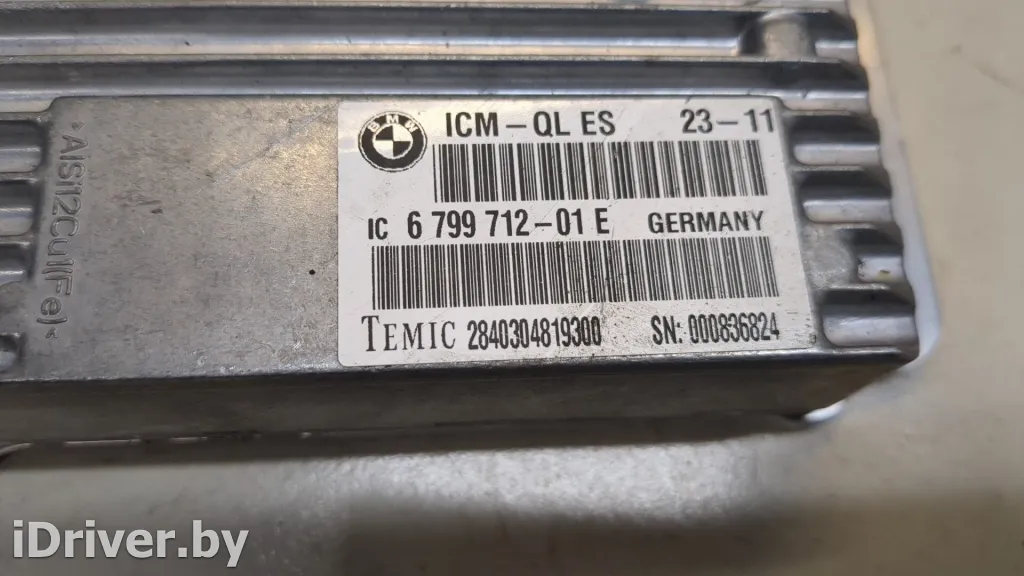 BMW
ICM-QL ES 23-11
IC 6 799 712-01 E GERMANY
TEMIC 2840304819300 SN: 000836824
*AlSi12Cu1(Fe)*
iDriver.by